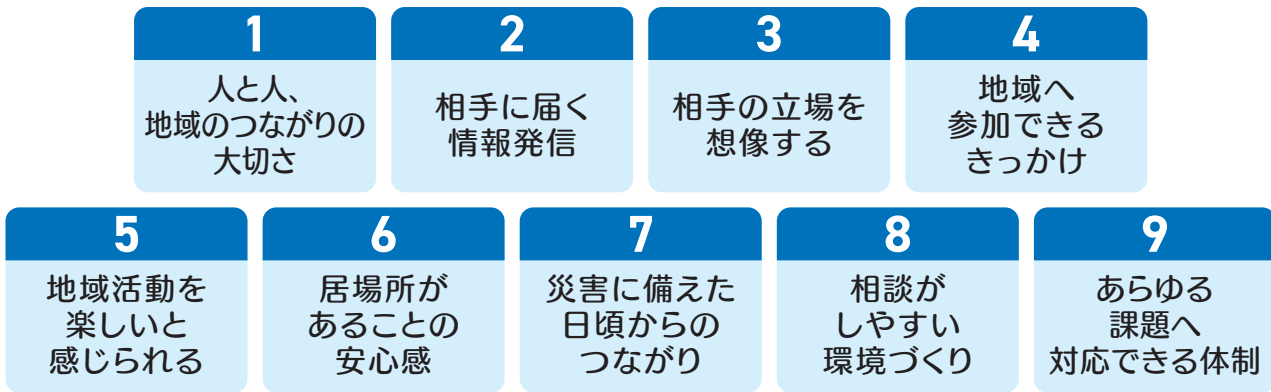 1
人と人、
地域のつながりの
大切さ
2
相手に届く
情報発信
3
相手の立場を
想像する
4
地域へ
参加できる
きっかけ
5
地域活動を
楽しいと
感じられる
6
居場所が
あることの
安心感
7
災害に備えた
日頃からの
つながり
8
相談が
しやすい
環境づくり
9
あらゆる
課題へ
対応できる体制